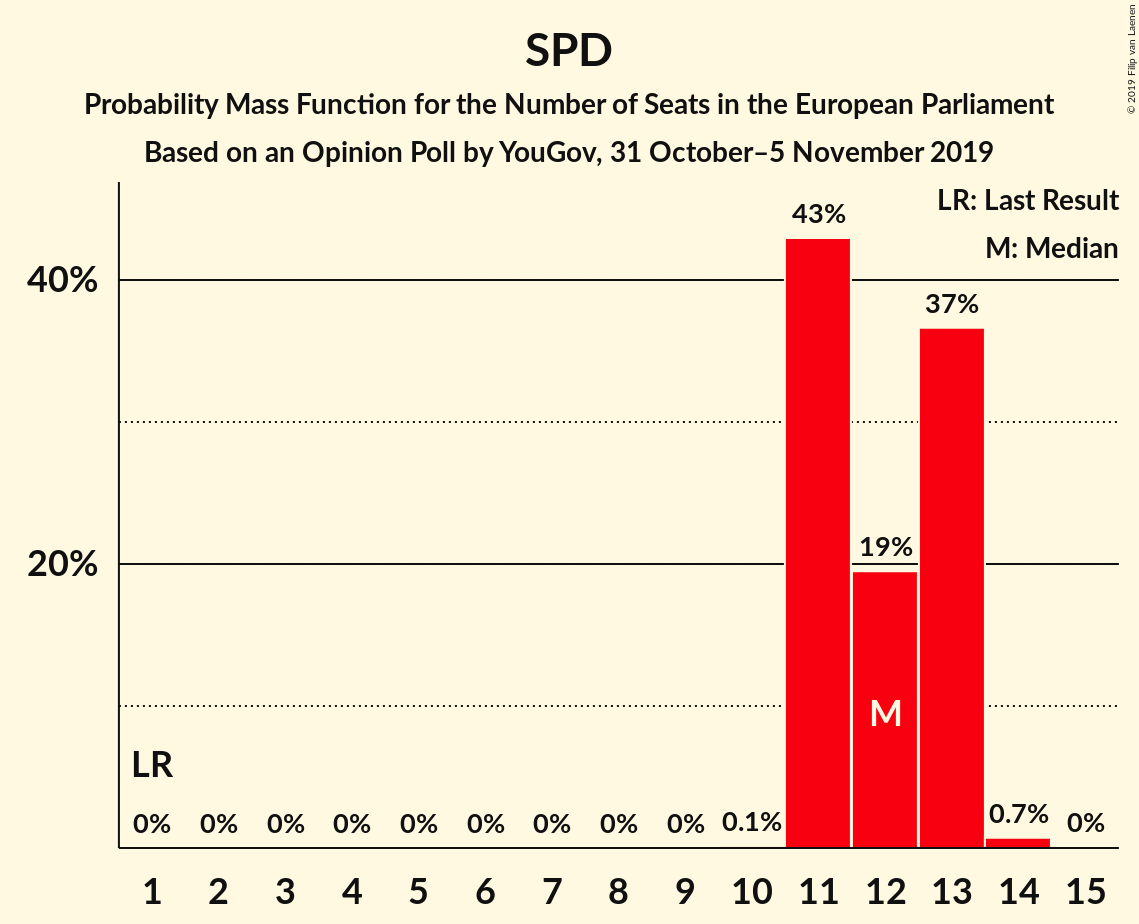 SPD
Probability Mass Function for the Number of Seats in the European Parliament
Based on an Opinion Poll by YouGov, 31 October–5 November 2019
© 2019 Filip van Laenen
LR: Last Result
M: Median
40%
20%
43%
37%
19%
M
LR
0% 0% 0% 0% 0% 0% 0% 0% 0% 0.1% 0.7% 0%
1 2 3 4 5 6 7 8 9 10 11 12 13 14 15